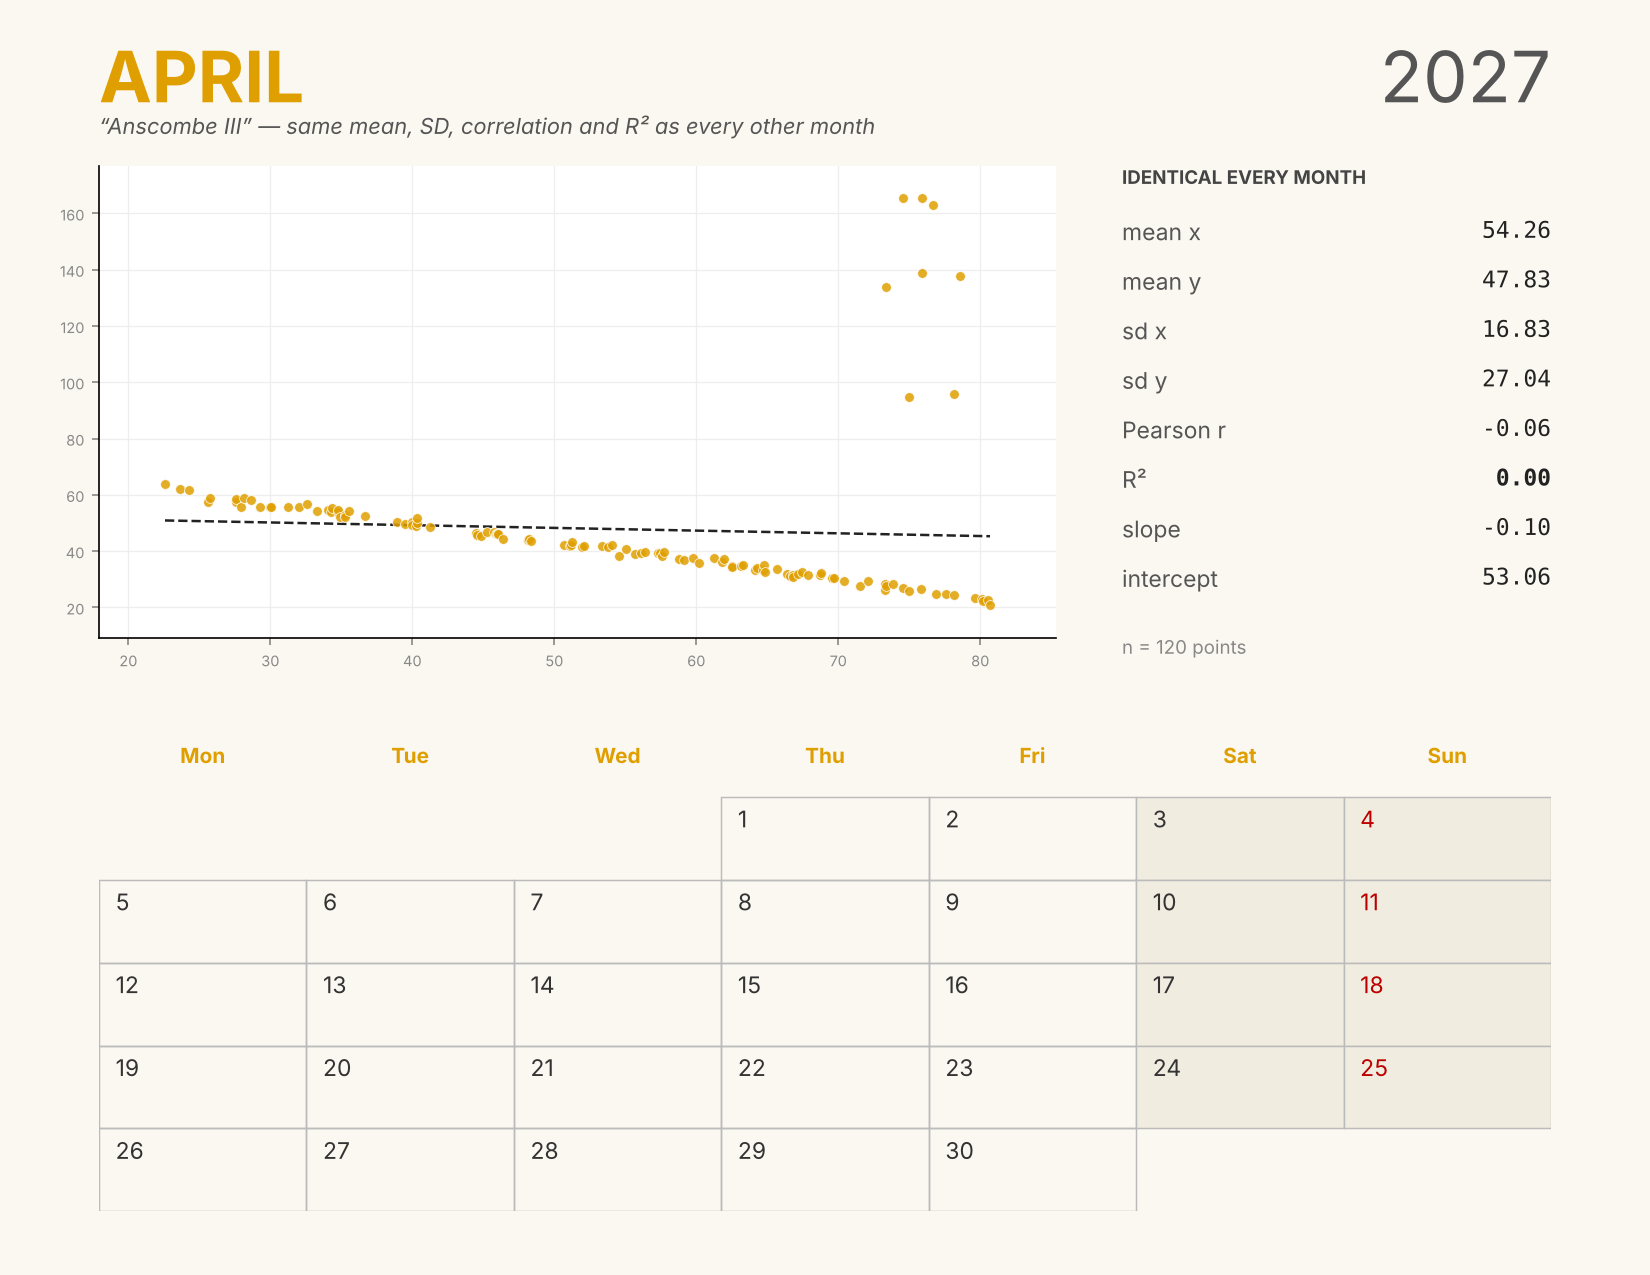 APRIL
2027
“Anscombe III” — same mean, SD, correlation and R² as every other month
160
140
120
100
80
60
40
20
20 30 40 50 60 70 80
IDENTICAL EVERY MONTH
mean x 54.26
mean y 47.83
sd x 16.83
sd y 27.04
Pearson r -0.06
R² 0.00
slope -0.10
intercept 53.06
n = 120 points
Mon Tue Wed Thu Fri Sat Sun
1 2 3 4
5 6 7 8 9 10 11
12 13 14 15 16 17 18
19 20 21 22 23 24 25
26 27 28 29 30